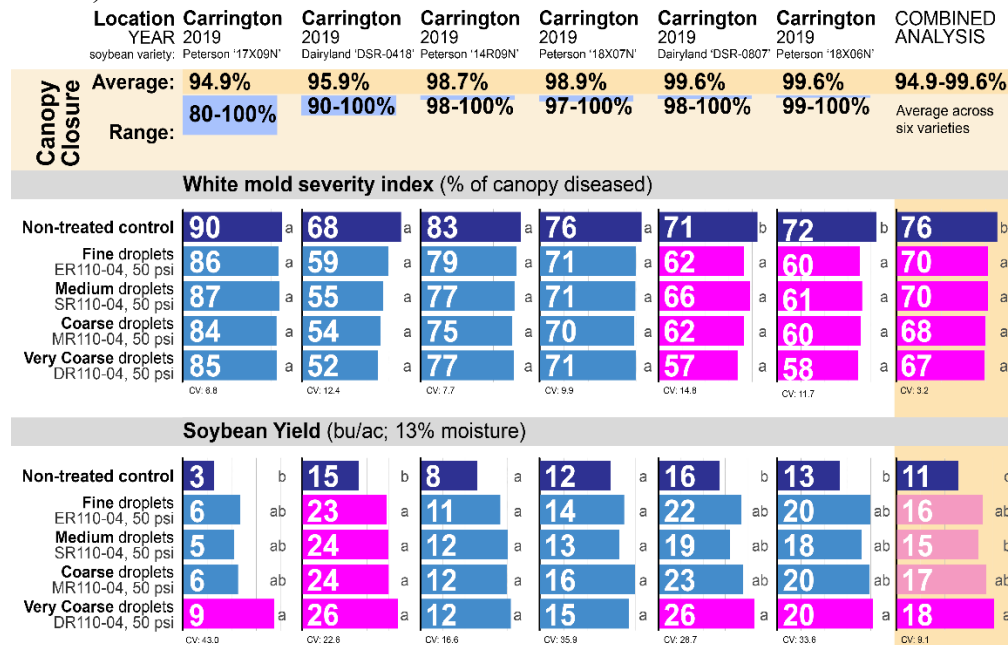 Location Carrington Carrington Carrington Carrington Carrington Carrington COMBINED
YEAR 2019 2019 2019 2019 2019 2019 ANALYSIS
soybean variety: Peterson '17X09N' Dairyland 'DSR-0418' Peterson '14R09N' Peterson '18X07N' Dairyland 'DSR-0807' Peterson '18X06N'
Canopy Closure
Average: 94.9% 95.9% 98.7% 98.9% 99.6% 99.6% 94.9-99.6%
Range: 80-100% 90-100% 98-100% 97-100% 98-100% 99-100% Average across
six varieties
White mold severity index (% of canopy diseased)
Non-treated control 90 a 68 a 83 a 76 a 71 b 72 b 76 b
Fine droplets
ER110-04, 50 psi 86 a 59 a 79 a 71 a 62 a 60 a 70 a
Medium droplets
SR110-04, 50 psi 87 a 55 a 77 a 71 a 66 a 61 a 70 a
Coarse droplets
MR110-04, 50 psi 84 a 54 a 75 a 70 a 62 a 60 a 68 a
Very Coarse droplets
DR110-04, 50 psi 85 a 52 a 77 a 71 a 57 a 58 a 67 a
CV: 6.8 CV: 12.4 CV: 7.7 CV: 9.9 CV: 14.8 CV: 11.7 CV: 3.2
Soybean Yield (bu/ac; 13% moisture)
Non-treated control 3 b 15 b 8 a 12 a 16 b 13 b 11 c
Fine droplets
ER110-04, 50 psi 6 ab 23 a 11 a 14 a 22 ab 20 ab 16 ab
Medium droplets
SR110-04, 50 psi 5 ab 24 a 12 a 13 a 19 ab 18 ab 15 b
Coarse droplets
MR110-04, 50 psi 6 ab 24 a 12 a 16 a 23 ab 20 ab 17 ab
Very Coarse droplets
DR110-04, 50 psi 9 a 26 a 12 a 15 a 26 a 20 a 18 a
CV: 43.0 CV: 22.6 CV: 16.6 CV: 35.9 CV: 28.7 CV: 33.6 CV: 9.1